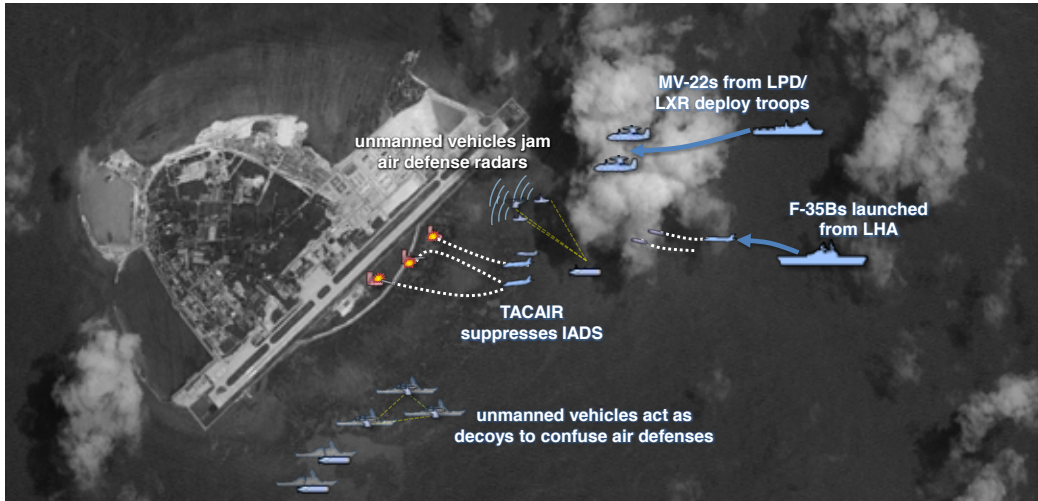 MV-22s from LPD/
LXR deploy troops
unmanned vehicles jam
air defense radars
F-35Bs launched
from LHA
TACAIR
suppresses IADS
unmanned vehicles act as
decoys to confuse air defenses